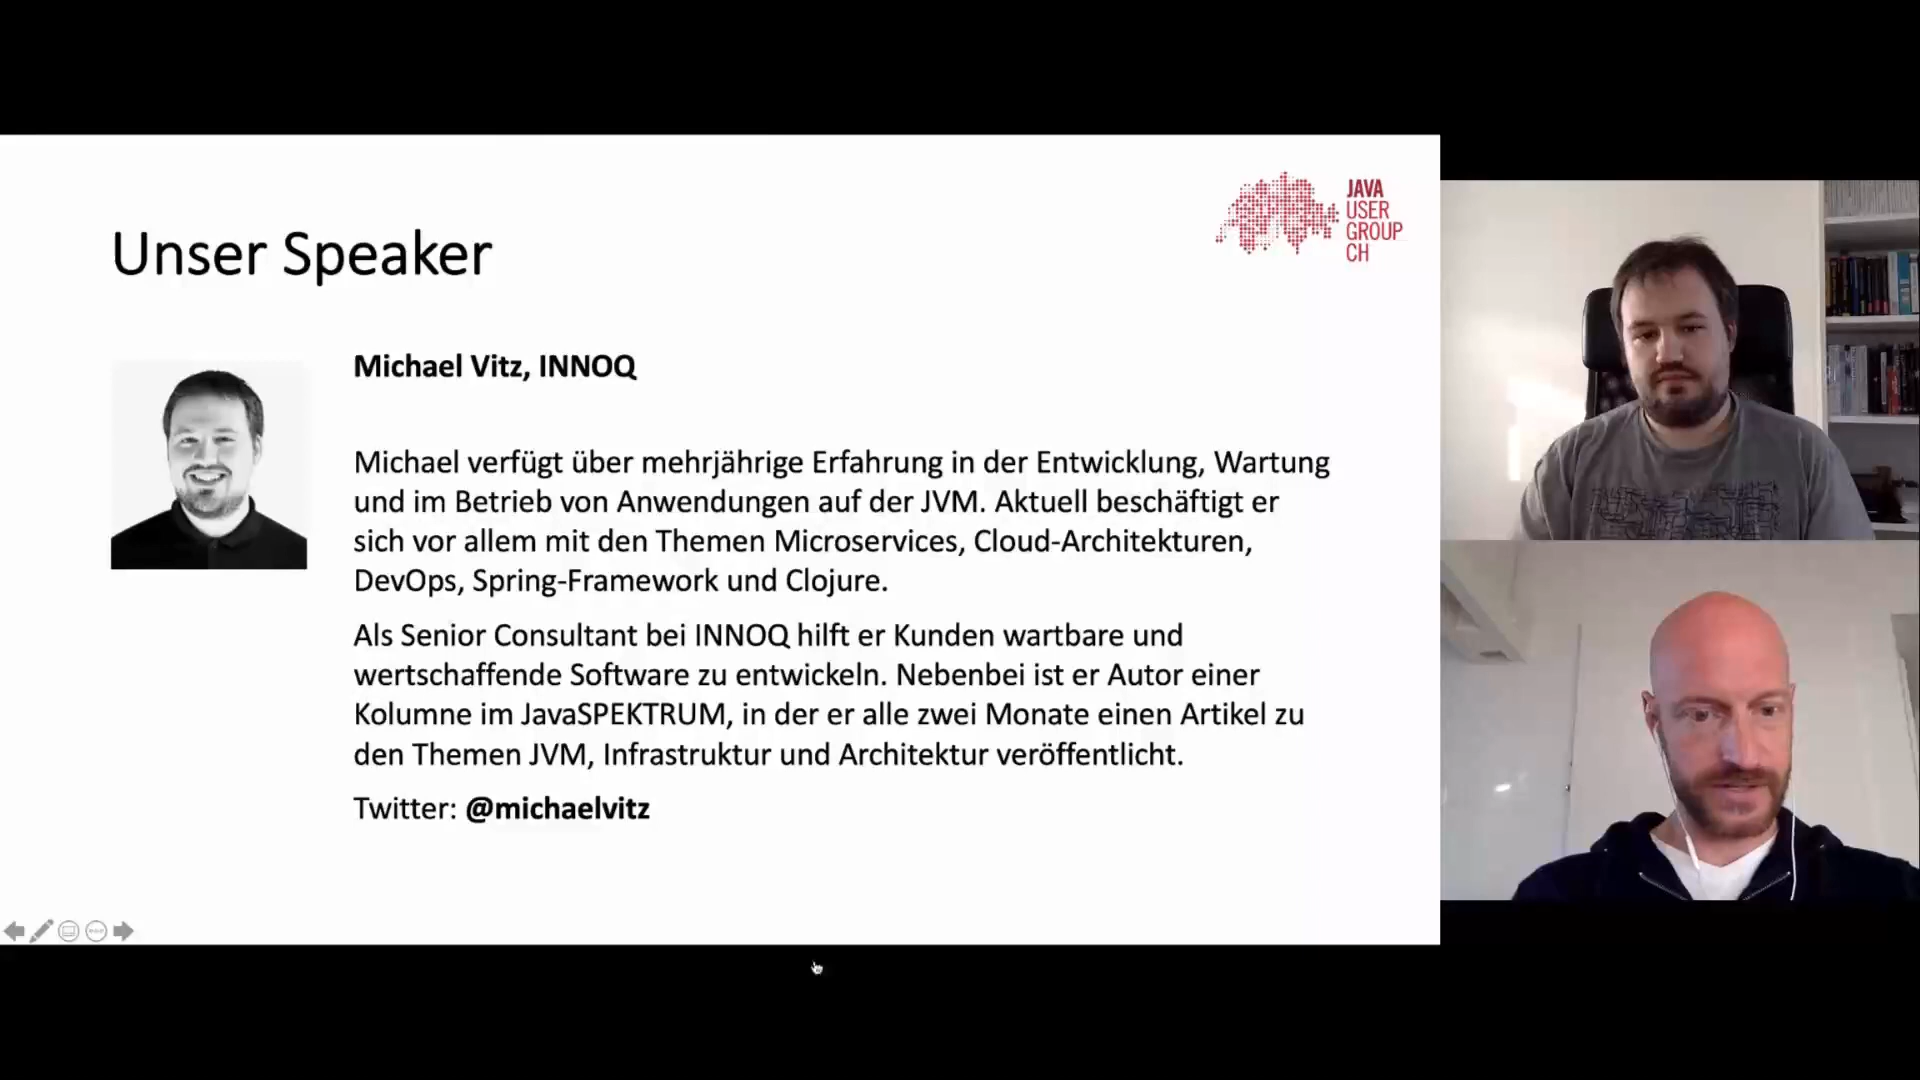 Unser Speaker
JAVA
USER
GROUP
CH
Michael Vitz, INNOQ
Michael verfügt über mehrjährige Erfahrung in der Entwicklung, Wartung
und im Betrieb von Anwendungen auf der JVM. Aktuell beschäftigt er
sich vor allem mit den Themen Microservices, Cloud-Architekturen,
DevOps, Spring-Framework und Clojure.
Als Senior Consultant bei INNOQ hilft er Kunden wartbare und
wertschaffende Software zu entwickeln. Nebenbei ist er Autor einer
Kolumne im JavaSPEKTRUM, in der er alle zwei Monate einen Artikel zu
den Themen JVM, Infrastruktur und Architektur veröffentlicht.
Twitter: @michaelvitz